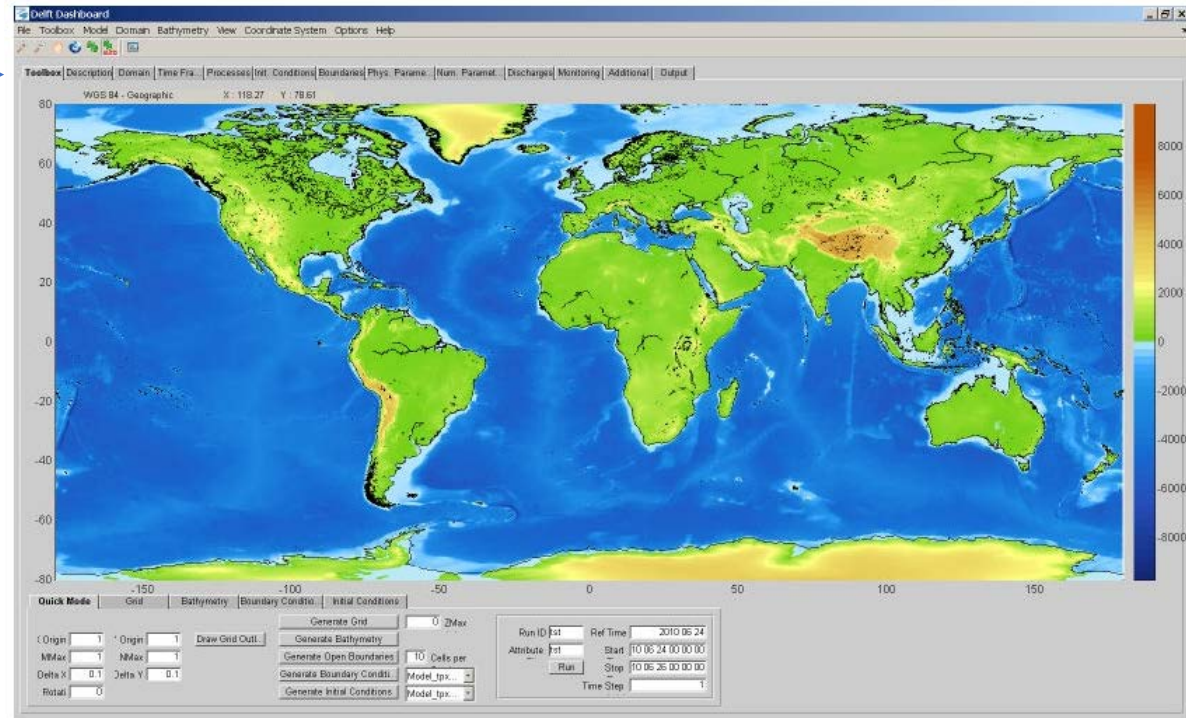 Delft Dashboard
File Toolbox Model Domain Bathymetry View Coordinate System Options Help
Toolbox Description Domain Time Fra... Processes Init. Conditions Boundaries Phys. Parame... Num. Paramet... Discharges Monitoring Additional Output
WGS 84 - Geographic X : 118.27 Y : 78.61
80
60
40
20
0
-20
-40
-60
-80
-150 -100 -50 0 50 100 150
8000
6000
4000
2000
0
-2000
-4000
-6000
-8000
Quick Mode Grid Bathymetry Boundary Conditio... Initial Conditions
Origin 1 Origin 1 Draw Grid Outl... Generate Grid 0 ZMax
MMax 1 NMax 1 Generate Bathymetry
Delta X 0.1 Delta Y 0.1 Generate Open Boundaries 10 Cells per
Rotati 0 Generate Boundary Conditi... Model_tpx...
Generate Initial Conditions Model_tpx...
Run ID tst Ref Time 2010 06 24
Attribute tst Start 10 06 24 00 00 00
Run Stop 10 06 26 00 00 00
Time Step 1